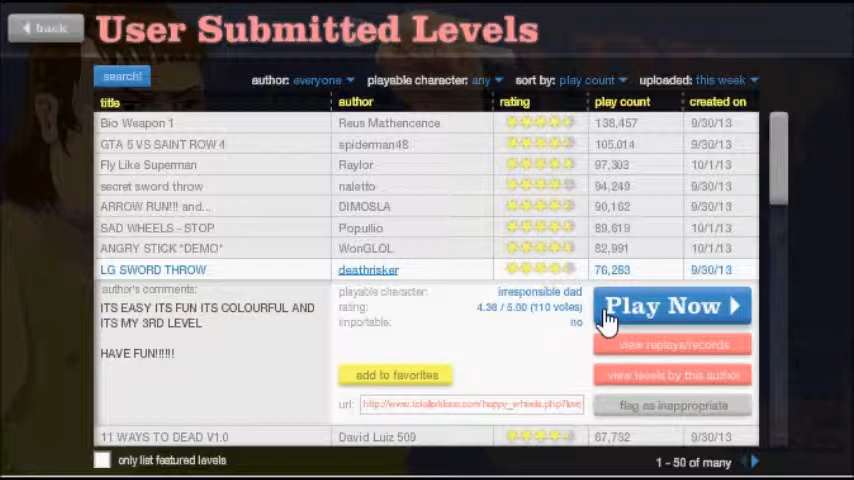 back
User Submitted Levels
search!
author: everyone playable character: any sort by: play count uploaded: this week
title author rating play count created on
Bio Weapon 1 Reus Mathencence 138,457 9/30/13
GTA 5 VS SAINT ROW 4 spiderman48 105,014 9/30/13
Fly Like Superman Raylor 97,303 10/1/13
secret sword throw naletto 94,249 9/30/13
ARROW RUN!!! and... DIMOSLA 90,162 9/30/13
SAD WHEELS - STOP Popullio 89,619 10/1/13
ANGRY STICK *DEMO* WonGLOL 82,991 10/1/13
LG SWORD THROW deathrisker 76,263 9/30/13
author's comments:
ITS EASY ITS FUN ITS COLOURFUL AND
ITS MY 3RD LEVEL
HAVE FUN!!!!!!
playable character: irresponsible dad
rating: 4.36 / 5.00 (110 votes)
importable: no
add to favorites
url:
Play Now
view replays/records
view levels by this author
flag as inappropriate
11 WAYS TO DEAD V1.0 David Luiz 509 67,732 9/30/13
only list featured levels
1 - 50 of many